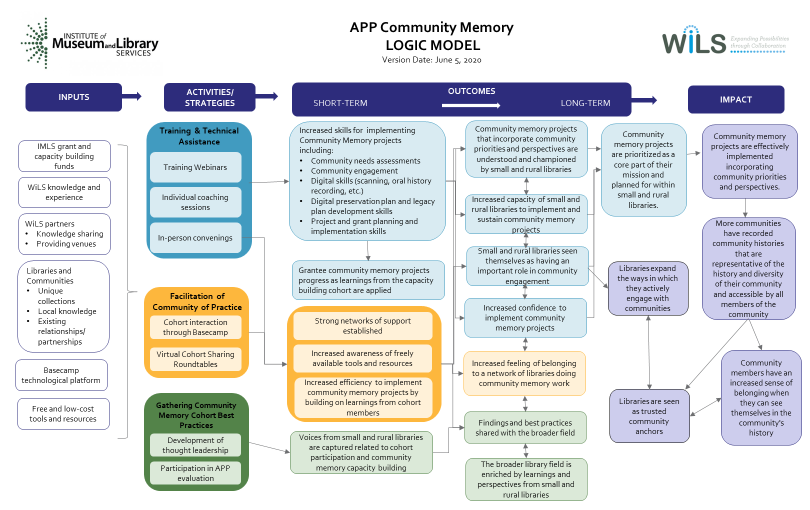 INSTITUTE of
Museum and Library
SERVICES
APP Community Memory
LOGIC MODEL
Version Date: June 5, 2020
WiLS
Expanding Possibilities
through Collaboration
INPUTS
ACTIVITIES/
STRATEGIES
OUTCOMES
SHORT-TERM
LONG-TERM
IMPACT
IMLS grant and
capacity building
funds
WiLS knowledge and
experience
WiLS partners
• Knowledge sharing
• Providing venues
Libraries and
Communities
• Unique
collections
• Local knowledge
• Existing
relationships/
partnerships
Basecamp
technological platform
Free and low-cost
tools and resources
Training & Technical
Assistance
Training Webinars
Individual coaching
sessions
In-person convenings
Facilitation of
Community of Practice
Cohort interaction
through Basecamp
Virtual Cohort Sharing
Roundtables
Gathering Community
Memory Cohort Best
Practices
Development of
thought leadership
Participation in APP
evaluation
Increased skills for implementing
Community Memory projects
including:
• Community needs assessments
• Community engagement
• Digital skills (scanning, oral history
recording, etc.)
• Digital preservation plan and legacy
plan development skills
• Project and grant planning and
implementation skills
Grantee community memory projects
progress as learnings from the capacity
building cohort are applied
Strong networks of support
established
Increased awareness of freely
available tools and resources
Increased efficiency to implement
community memory projects by
building on learnings from cohort
members
Voices from small and rural libraries
are captured related to cohort
participation and community
memory capacity building
Community memory projects
that incorporate community
priorities and perspectives are
understood and championed
by small and rural libraries
Increased capacity of small and
rural libraries to implement and
sustain community memory
projects
Small and rural libraries seen
themselves as having an
important role in community
engagement
Increased confidence to
implement community
memory projects
Increased feeling of belonging
to a network of libraries doing
community memory work
Findings and best practices
shared with the broader field
The broader library field is
enriched by learnings and
perspectives from small and
rural libraries
Community
memory projects
are prioritized as a
core part of their
mission and
planned for within
small and rural
libraries.
Libraries expand
the ways in which
they actively
engage with
communities
Libraries are seen
as trusted
community
anchors
Community memory
projects are effectively
implemented
incorporating
community priorities
and perspectives.
More communities
have recorded
community histories
that are
representative of the
history and diversity
of their community
and accessible by all
members of the
community
Community
members have an
increased sense of
belonging when
they can see
themselves in the
community's
history